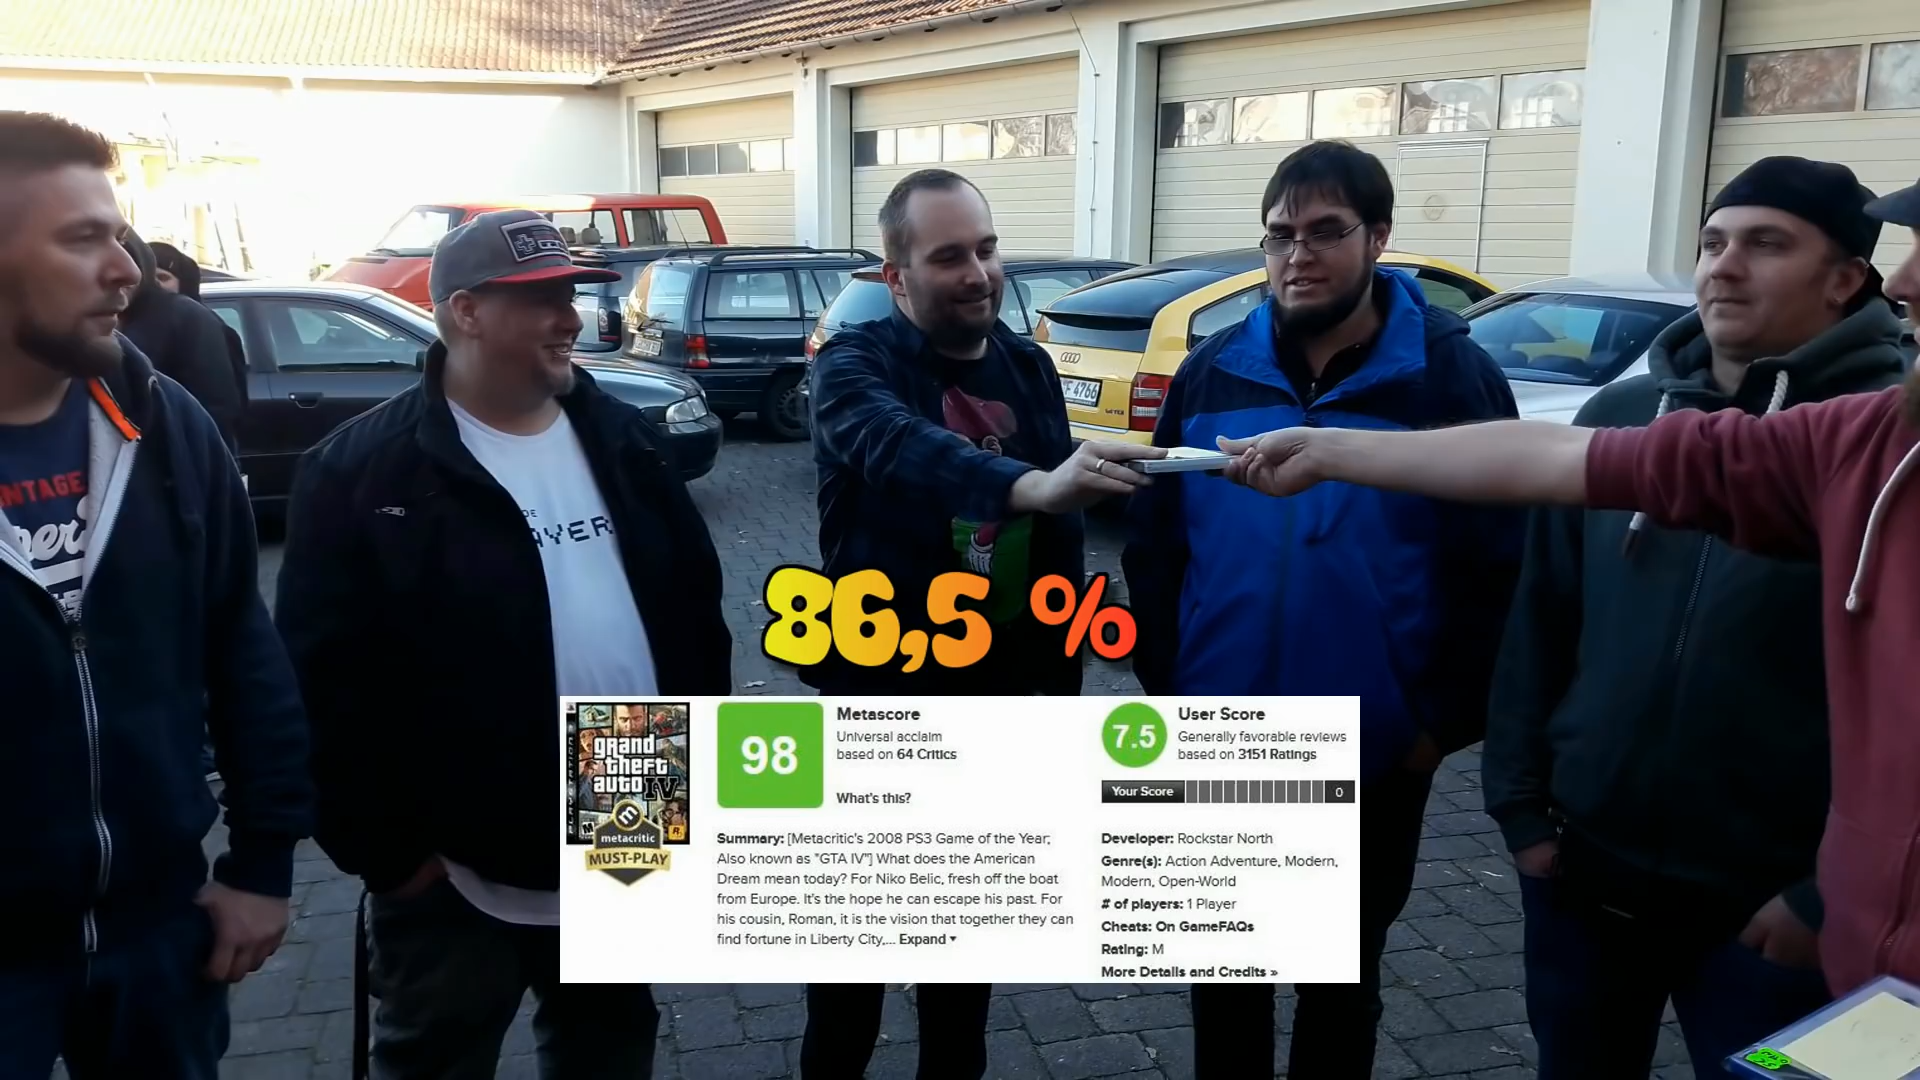 F 4766
NTAGE
AYER
86,5 %
grand
theft
auto IV
metacritic
MUST-PLAY
98
Metascore
Universal acclaim
based on 64 Critics
What's this?
Summary: [Metacritic's 2008 PS3 Game of the Year;
Also known as "GTA IV"] What does the American
Dream mean today? For Niko Belic, fresh off the boat
from Europe. It's the hope he can escape his past. For
his cousin, Roman, it is the vision that together they can
find fortune in Liberty City,... Expand
7.5
User Score
Generally favorable reviews
based on 3151 Ratings
Your Score
0
Developer: Rockstar North
Genre(s): Action Adventure, Modern,
Modern, Open-World
# of players: 1 Player
Cheats: On GameFAQs
Rating: M
More Details and Credits »